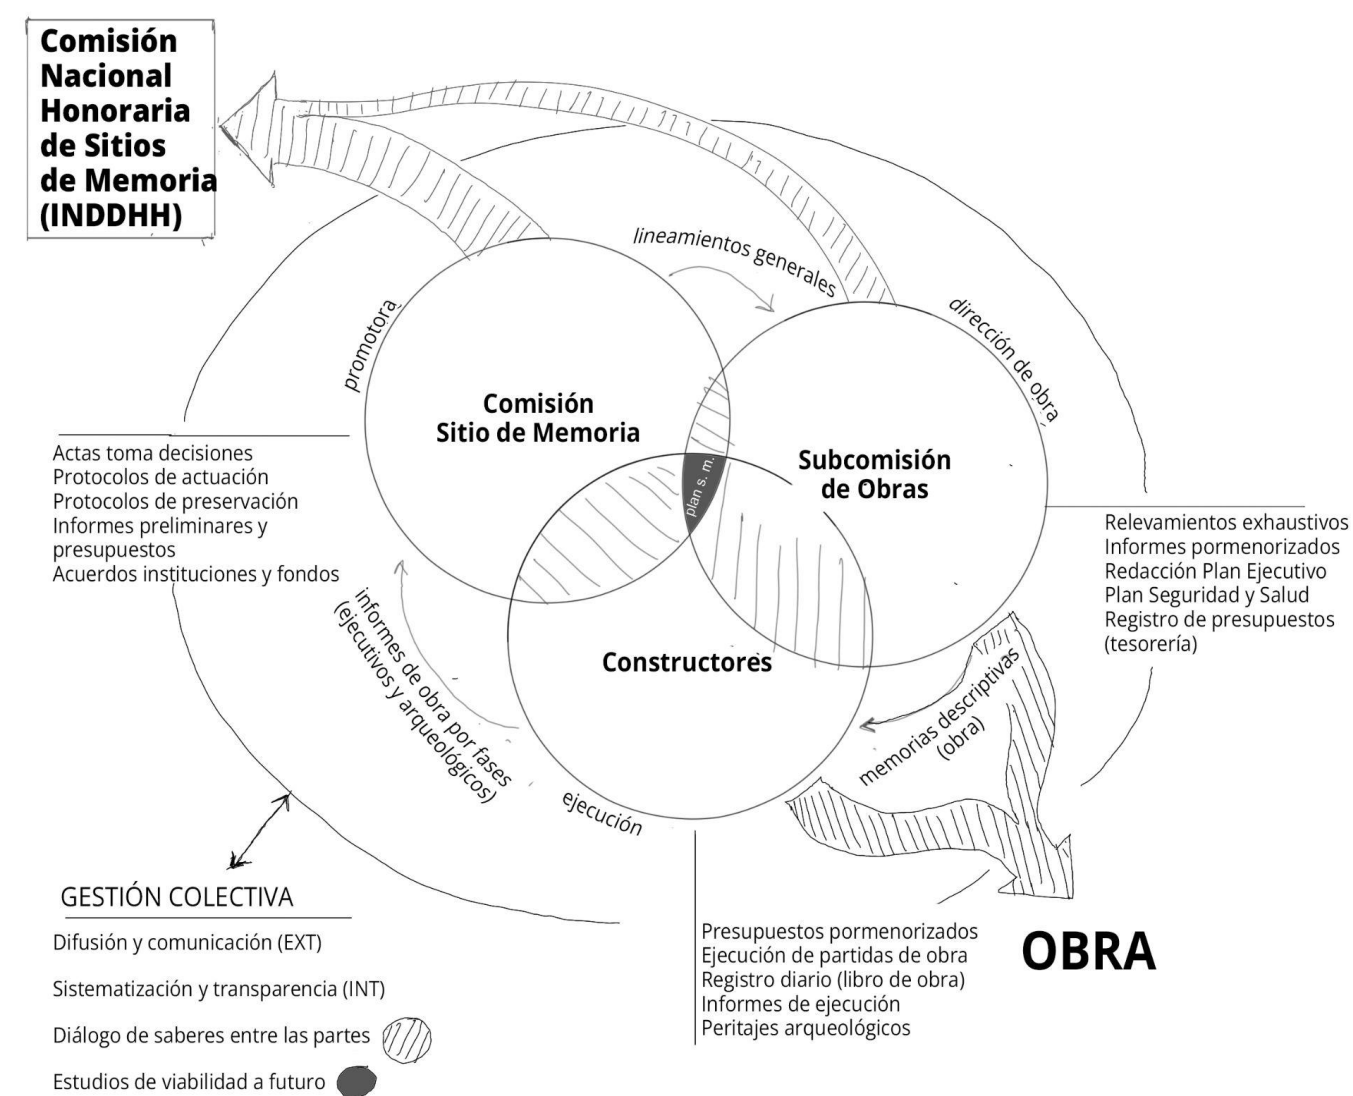 Comisión
Nacional
Honoraria
de Sitios
de Memoria
(INDDHH)
lineamientos generales
promotora
dirección de obra
Comisión
Sitio de Memoria
Subcomisión
de Obras
plan s. m.
Actas toma decisiones
Protocolos de actuación
Protocolos de preservación
Informes preliminares y
presupuestos
Acuerdos instituciones y fondos
Relevamientos exhaustivos
Informes pormenorizados
Redacción Plan Ejecutivo
Plan Seguridad y Salud
Registro de presupuestos
(tesorería)
informes de obra por fases
(ejecutivos y arqueológicos)
Constructores
memorias descriptivas
(obra)
ejecución
GESTIÓN COLECTIVA
Difusión y comunicación (EXT)
Sistematización y transparencia (INT)
Diálogo de saberes entre las partes
Estudios de viabilidad a futuro
Presupuestos pormenorizados
Ejecución de partidas de obra
Registro diario (libro de obra)
Informes de ejecución
Peritajes arqueológicos
OBRA